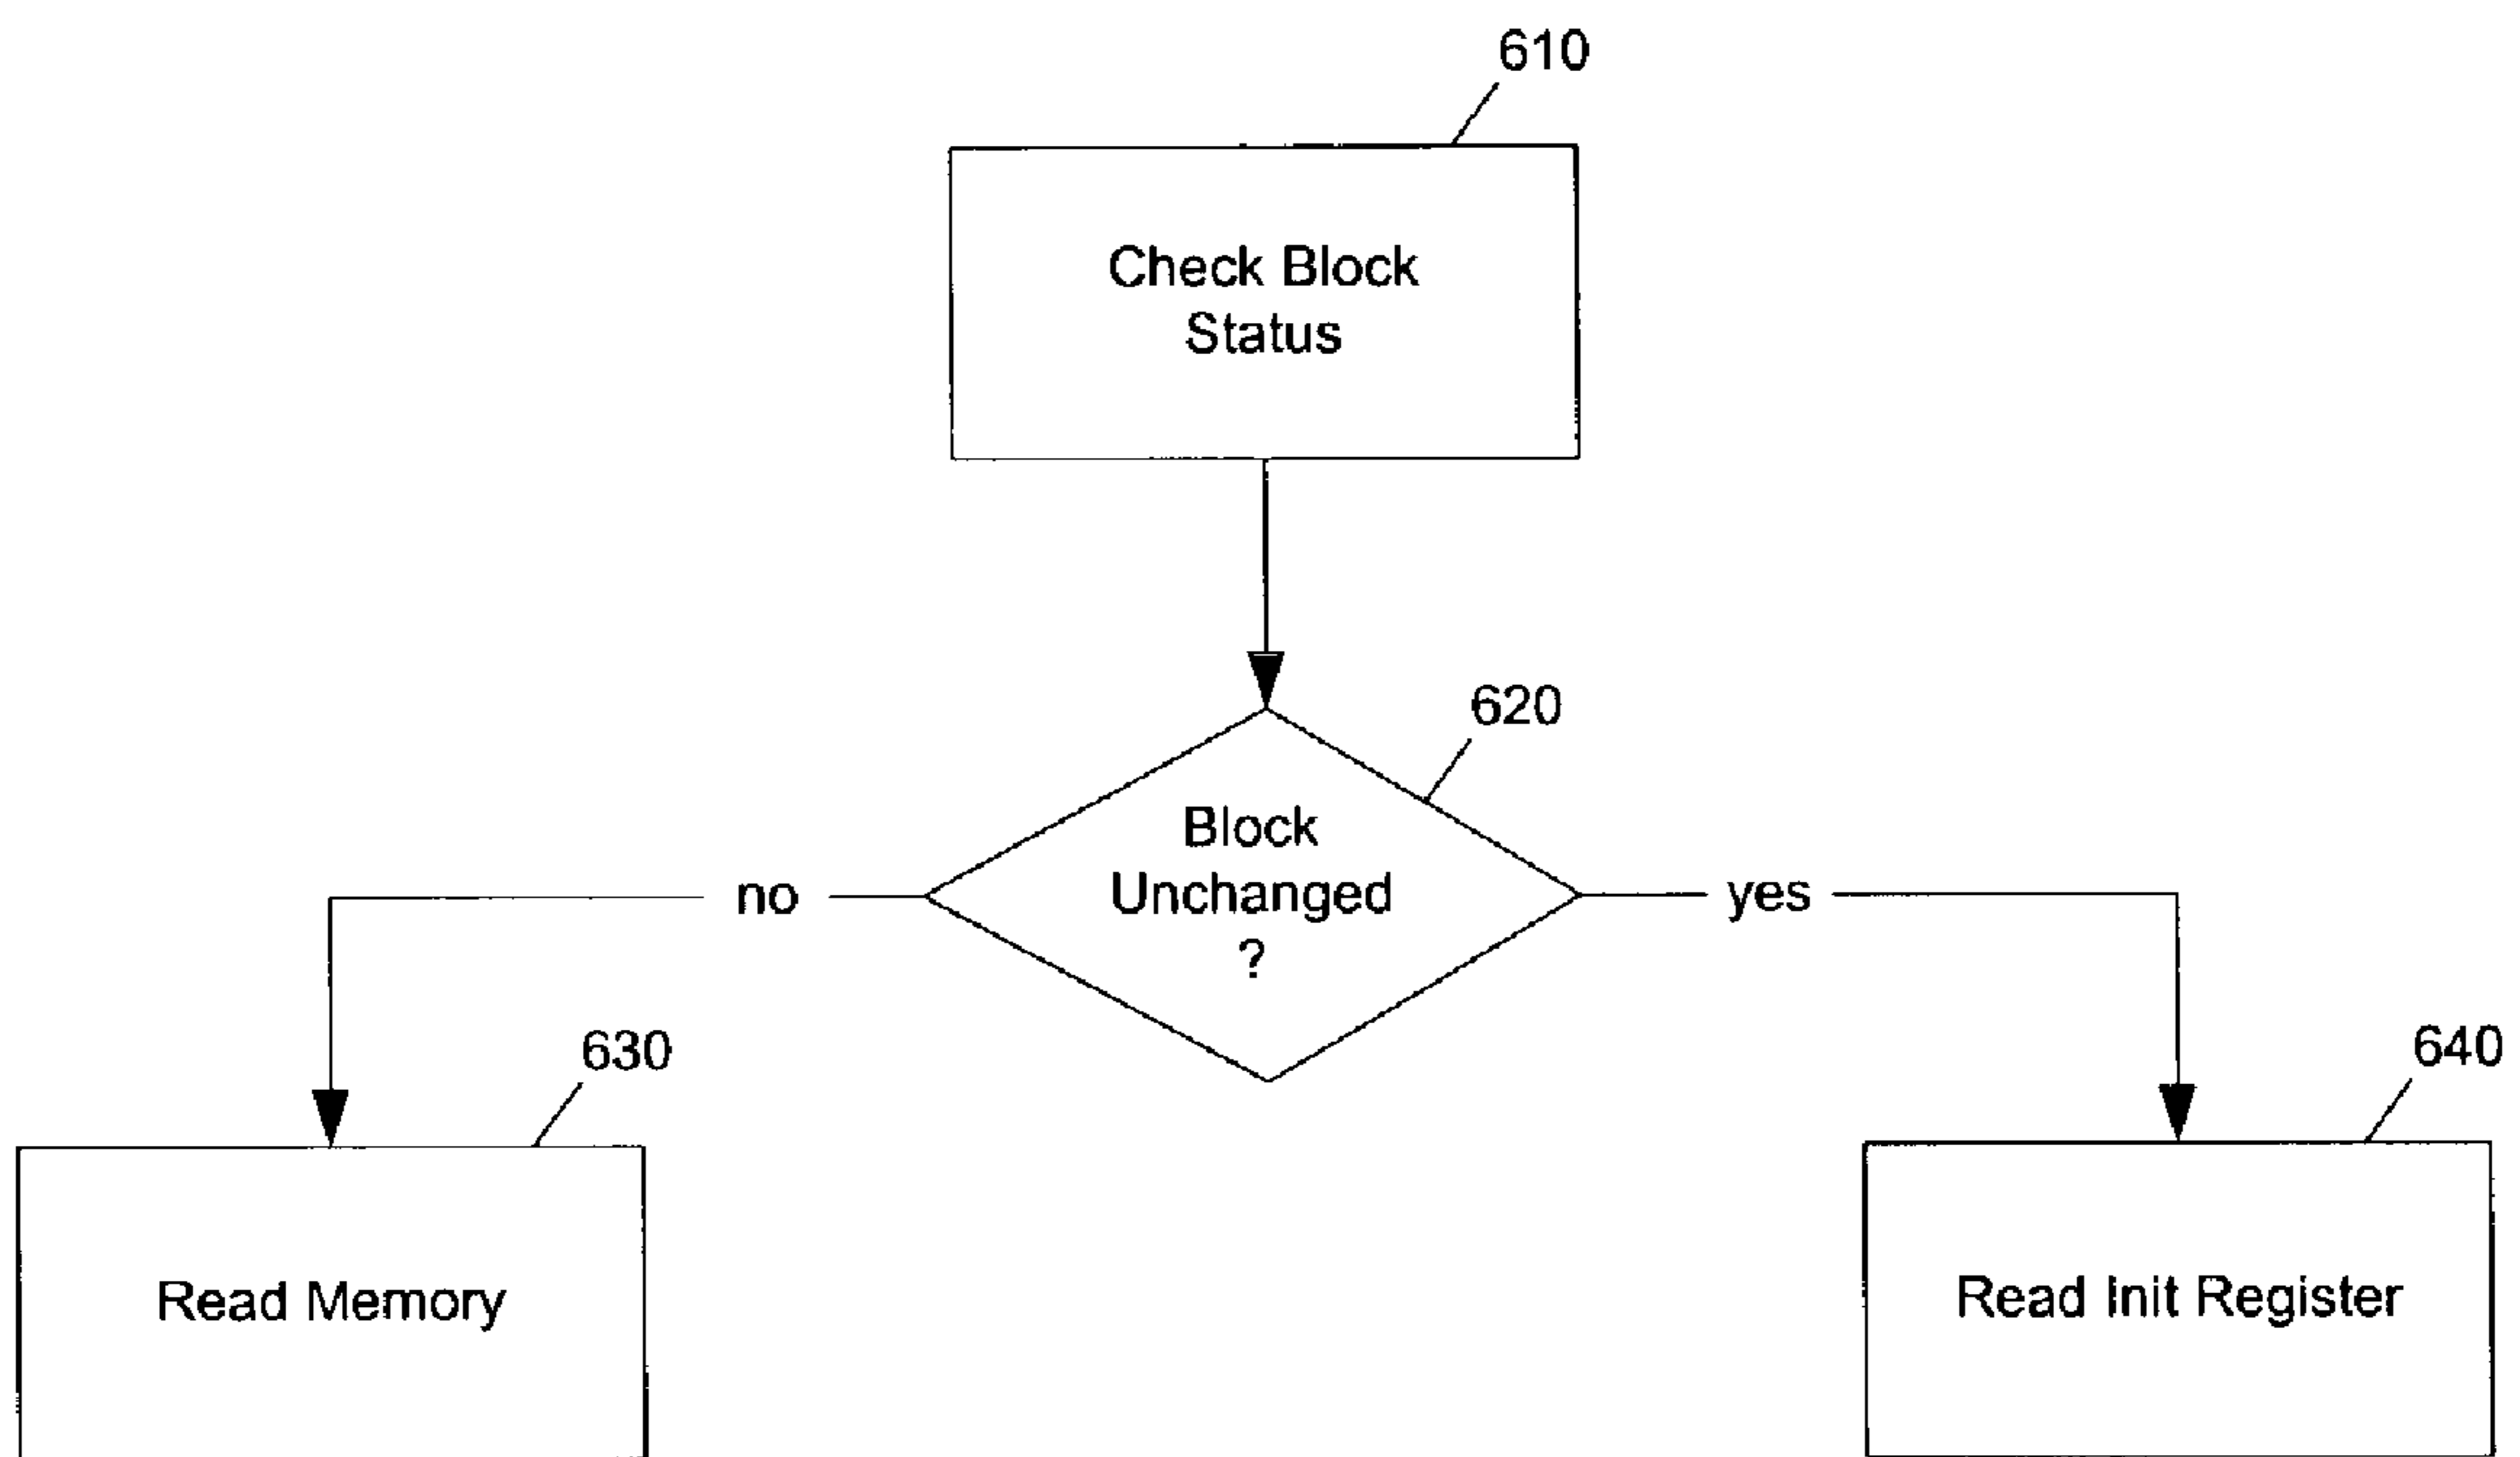 610
Check Block
Status
620
Block
Unchanged
?
no
yes
630
640
Read Memory
Read Init Register